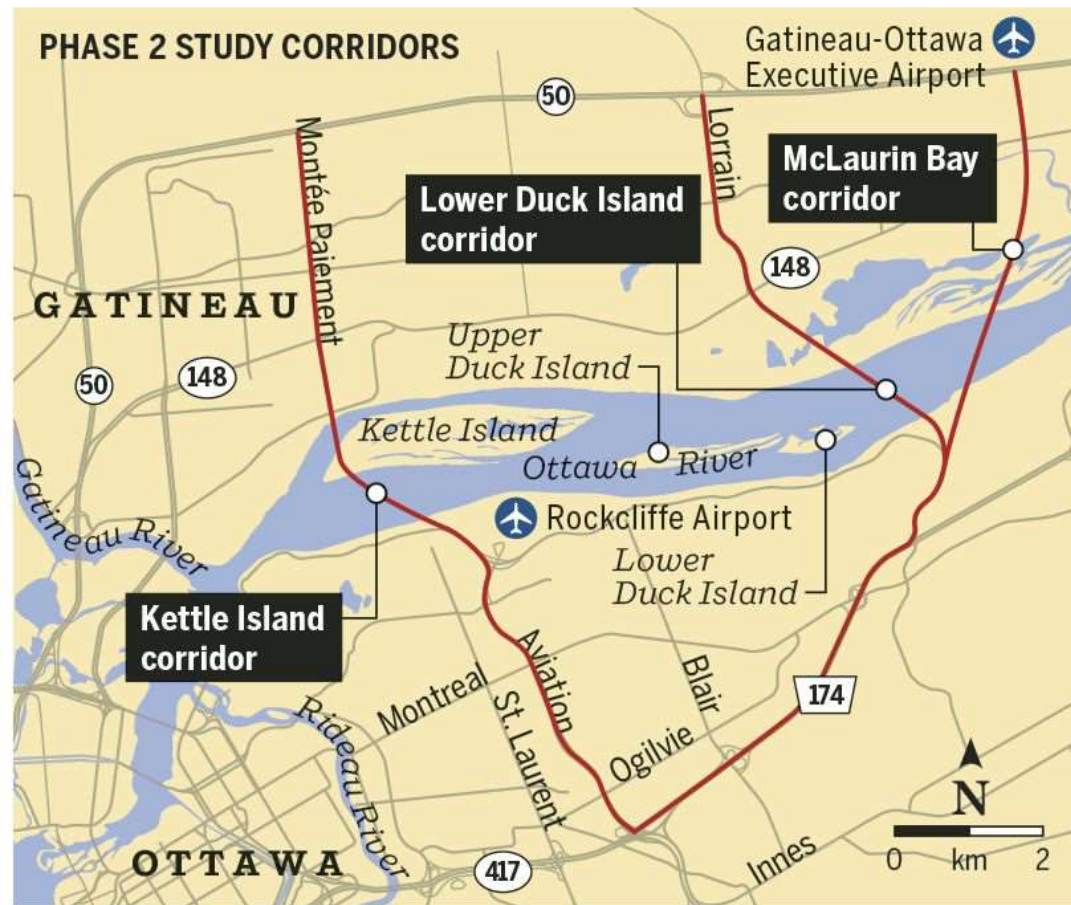 PHASE 2 STUDY CORRIDORS
Gatineau-Ottawa
Executive Airport
50
Montée Paiement
Lorrain
McLaurin Bay
corridor
Lower Duck Island
corridor
148
GATINEAU
Upper
Duck Island
50
148
Kettle Island
Ottawa River
Gatineau River
Rockcliffe Airport
Lower
Duck Island
Kettle Island
corridor
Aviation
Montreal
St. Laurent
Blair
174
Rideau River
Ogilvie
N
Innes
OTTAWA
417
0 km 2